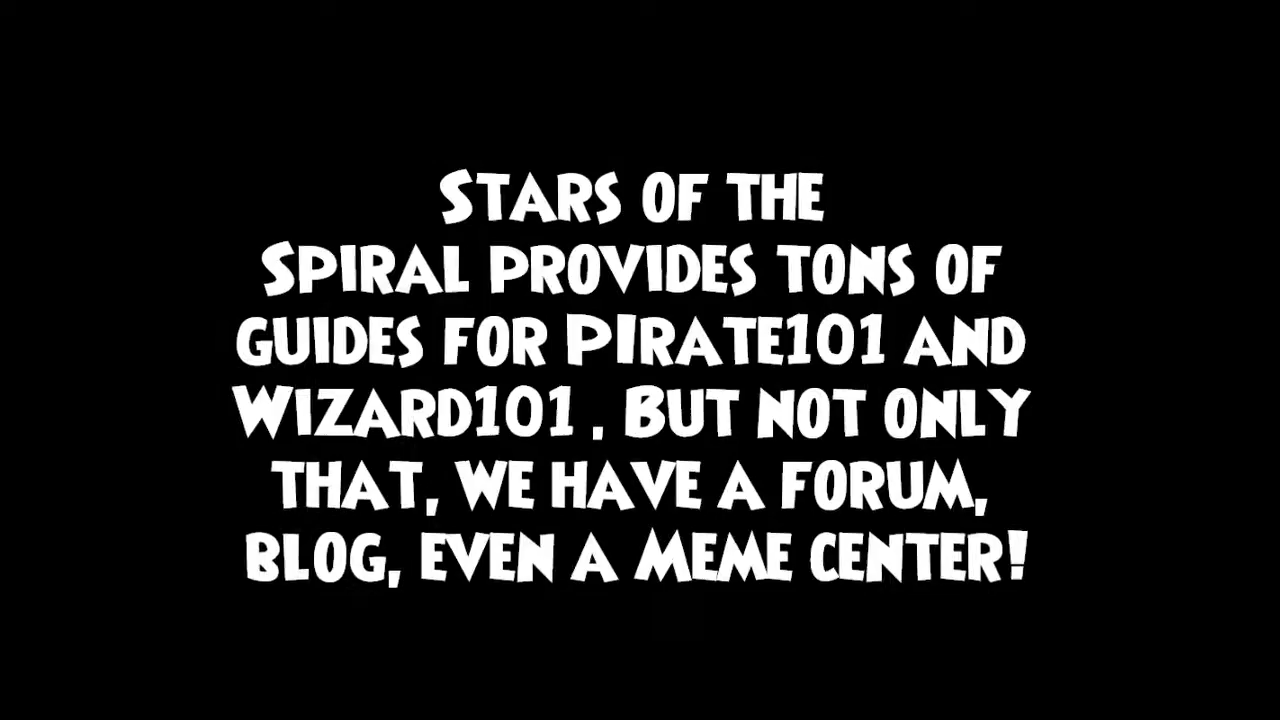 Stars of the
Spiral provides tons of
guides for PIrate101 and
Wizard101 . But not only
that, we have a forum,
blog, even a Meme center!